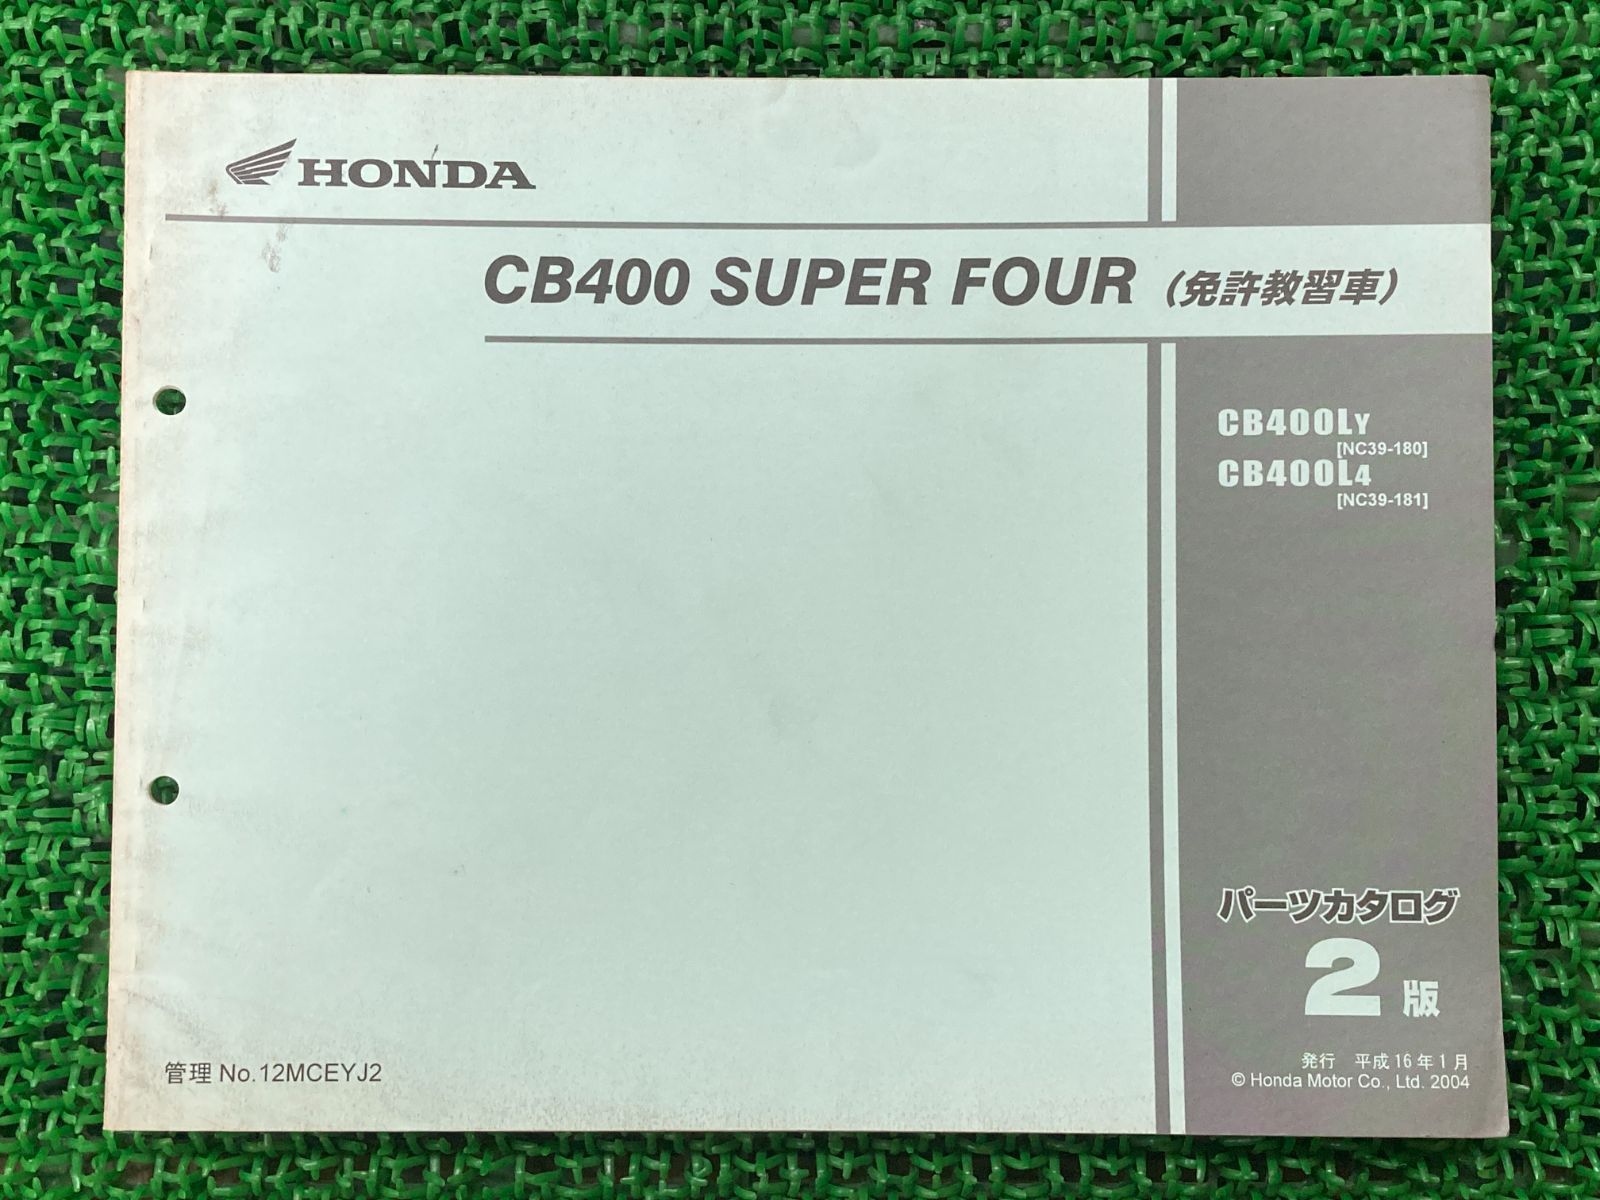 HONDA
CB400 SUPER FOUR (免許教習車)
CB400LY
[NC39-180]
CB400L4
[NC39-181]
パーツカタログ
2版
発行 平成16年1月
© Honda Motor Co., Ltd. 2004
管理 No.12MCEYJ2